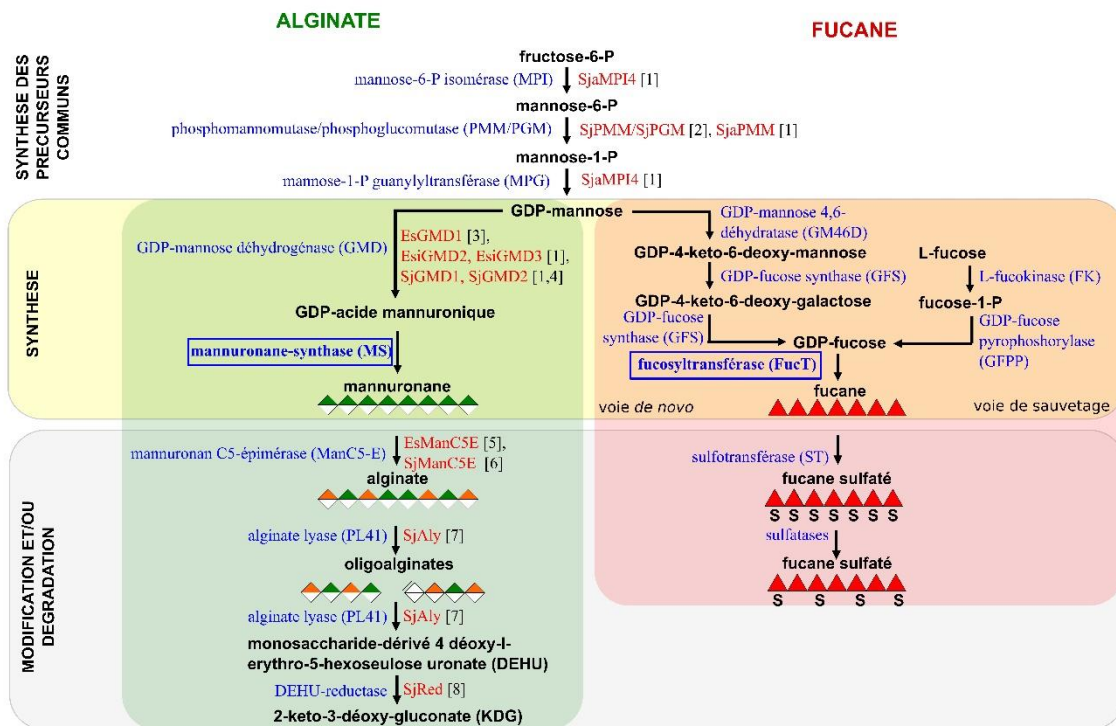 ALGINATE
FUCANE
SYNTHESE DES
PRECURSEURS
COMMUNS
fructose-6-P
mannose-6-P isomérase (MPI)
SjaMPI4 [1]
mannose-6-P
phosphomannomutase/phosphoglucomutase (PMM/PGM)
SjPMM/SjPGM [2], SjaPMM [1]
mannose-1-P
mannose-1-P guanylyltransférase (MPG)
SjaMPI4 [1]
SYNTHESE
GDP-mannose
GDP-mannose déhydrogénase (GMD)
EsGMD1 [3],
EsiGMD2, EsiGMD3 [1],
SjGMD1, SjGMD2 [1,4]
GDP-acide mannuronique
mannuronane-synthase (MS)
mannuronane
GDP-mannose 4,6-
déhydratase (GM46D)
GDP-4-keto-6-deoxy-mannose
GDP-fucose synthase (GFS)
GDP-4-keto-6-deoxy-galactose
GDP-fucose
synthase (GFS)
L-fucose
L-fucokinase (FK)
fucose-1-P
GDP-fucose
pyrophoshorylase
(GFPP)
GDP-fucose
fucosyltransférase (FucT)
fucane
voie de novo
voie de sauvetage
MODIFICATION ET/OU
DEGRADATION
mannuronan C5-épimérase (ManC5-E)
EsManC5E [5],
SjManC5E [6]
alginate
alginate lyase (PL41)
SjAly [7]
oligoalginates
alginate lyase (PL41)
SjAly [7]
monosaccharide-dérivé 4 déoxy-l-
erythro-5-hexoseulose uronate (DEHU)
DEHU-reductase
SjRed [8]
2-keto-3-déoxy-gluconate (KDG)
sulfotransférase (ST)
fucane sulfaté
S S S S S S S
sulfatases
fucane sulfaté
S S S S